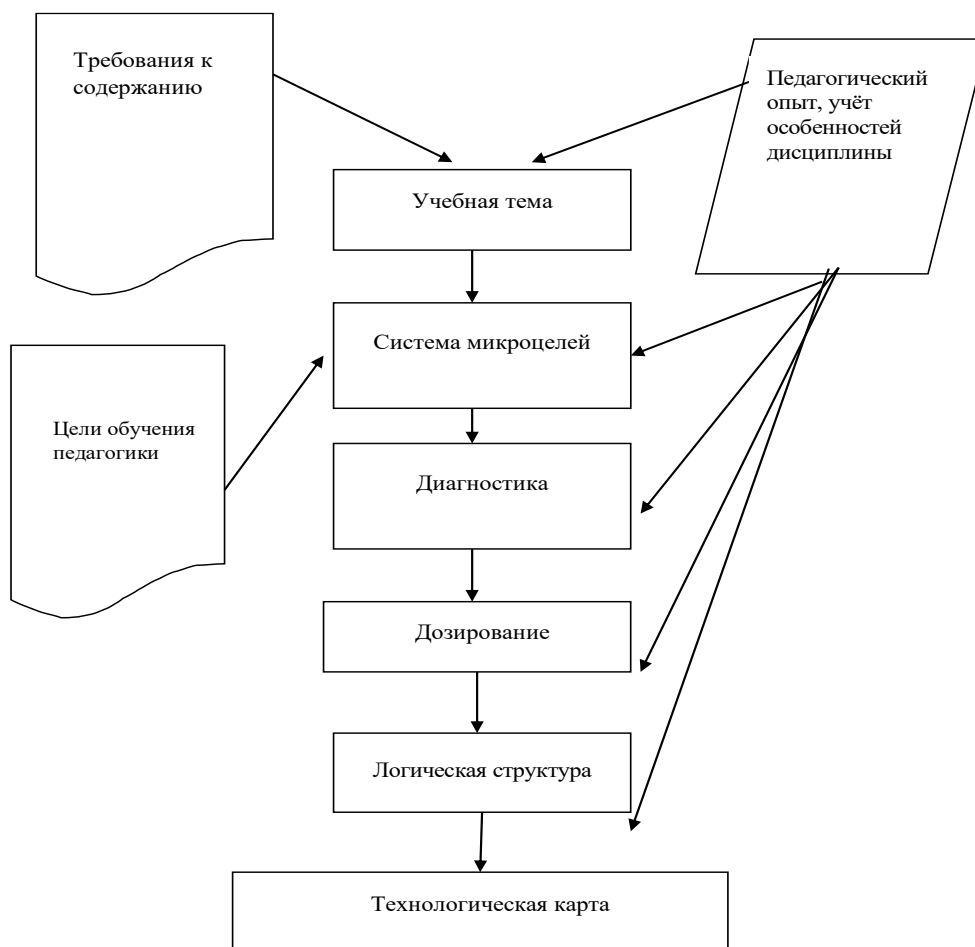 Требования к
содержанию
Педагогический
опыт, учёт
особенностей
дисциплины
Учебная тема
Система микроцелей
Цели обучения
педагогики
Диагностика
Дозирование
Логическая структура
Технологическая карта